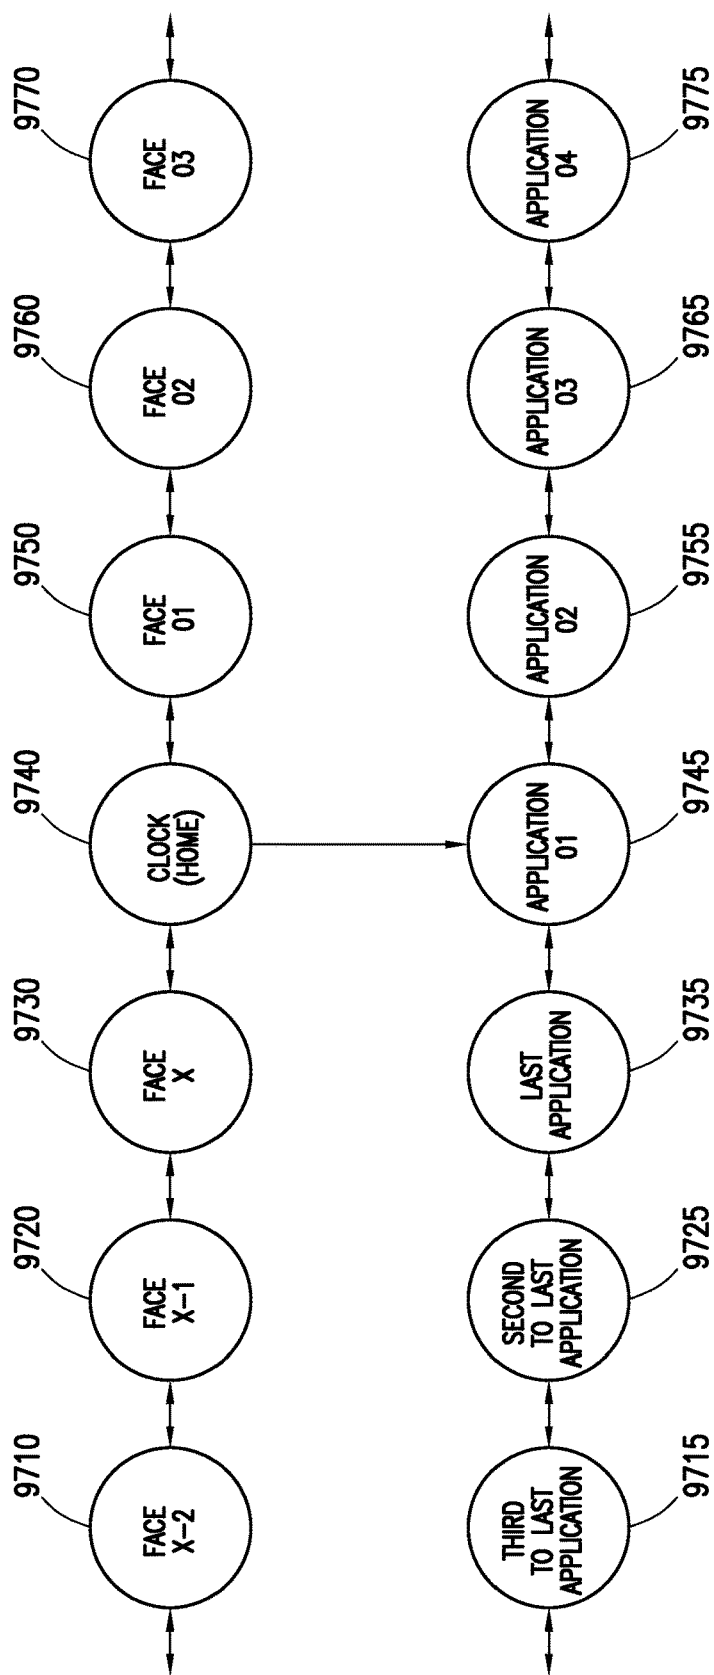 9710
9720
9730
9740
9750
9760
9770
FACE
X-2
FACE
X-1
FACE
X
CLOCK
(HOME)
FACE
01
FACE
02
FACE
03
THIRD
TO LAST
APPLICATION
SECOND
TO LAST
APPLICATION
LAST
APPLICATION
APPLICATION
01
APPLICATION
02
APPLICATION
03
APPLICATION
04
9715
9725
9735
9745
9755
9765
9775